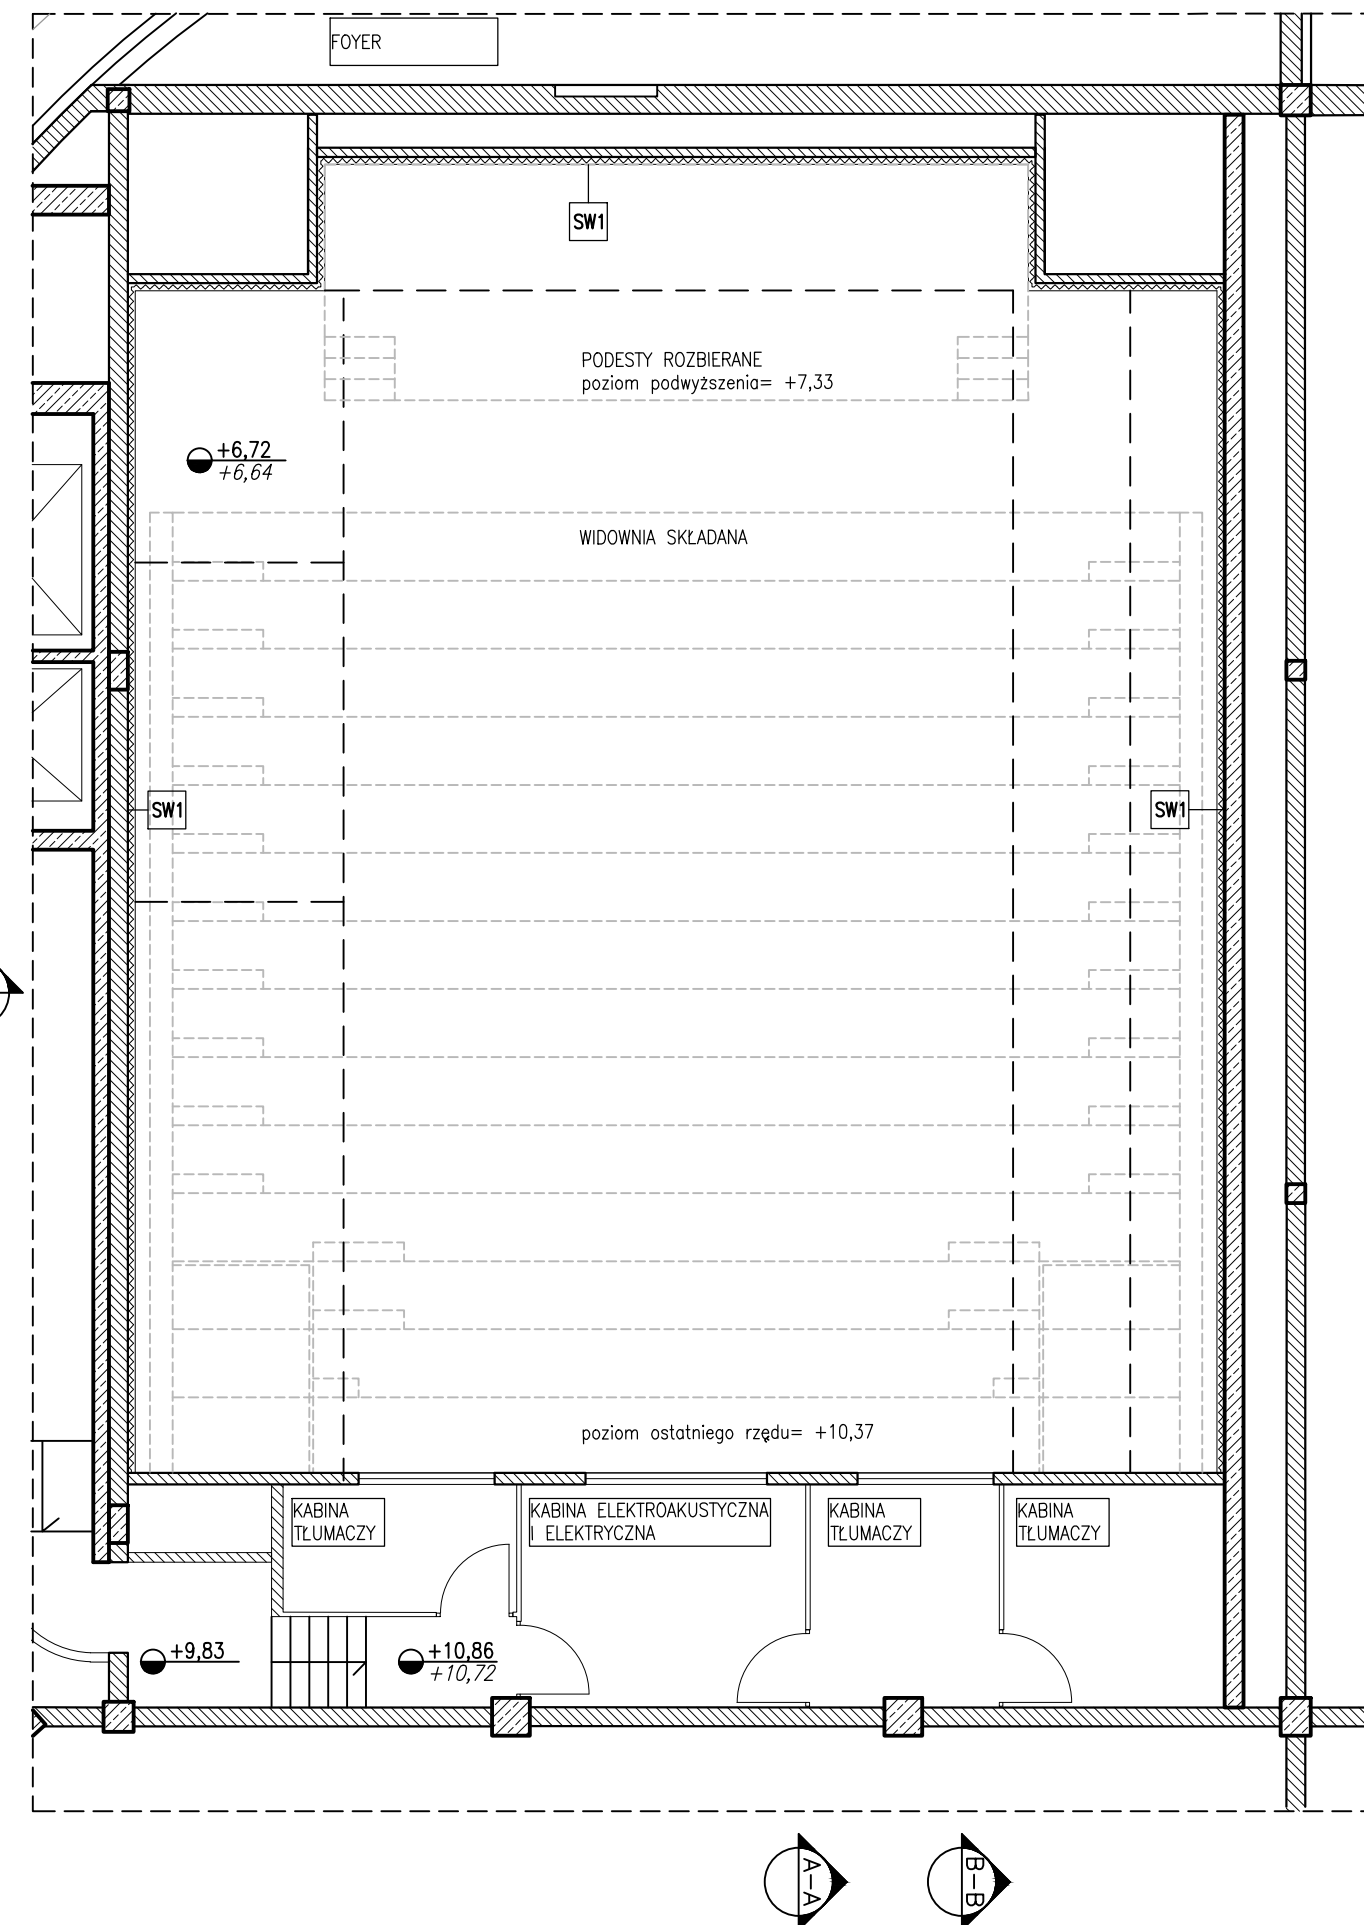 FOYER
SW1
PODESTY ROZBIERANE
poziom podwyższenia= +7,33
+6,72
+6,64
WIDOWNIA SKŁADANA
SW1
SW1
poziom ostatniego rzędu= +10,37
KABINA
TŁUMACZY
KABINA ELEKTROAKUSTYCZNA
I ELEKTRYCZNA
KABINA
TŁUMACZY
KABINA
TŁUMACZY
+9,83
+10,86
+10,72
A-A
B-B